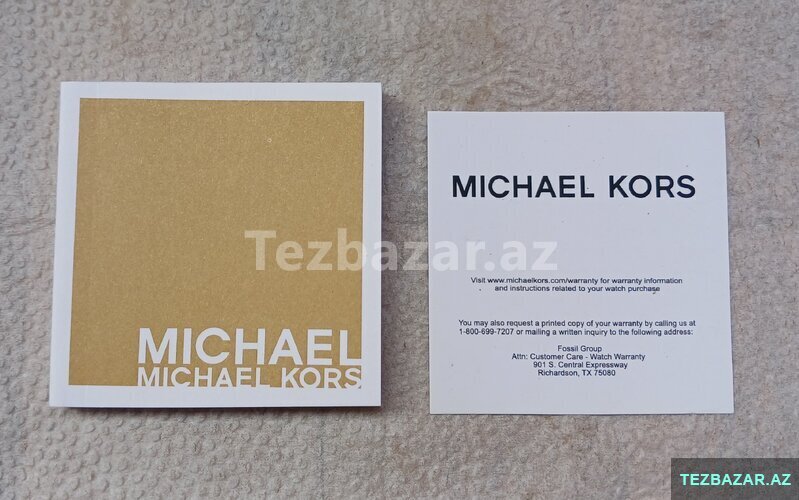 MICHAEL
MICHAEL KORS
MICHAEL KORS
Visit www.michaelkors.com/warranty for warranty information
and instructions related to your watch purchase
You may also request a printed copy of your warranty by calling us at
1-800-699-7207 or mailing a written inquiry to the following address:
Fossil Group
Attn: Customer Care - Watch Warranty
901 S. Central Expressway
Richardson, TX 75080
Tezbazar.az
TEZBAZAR.AZ